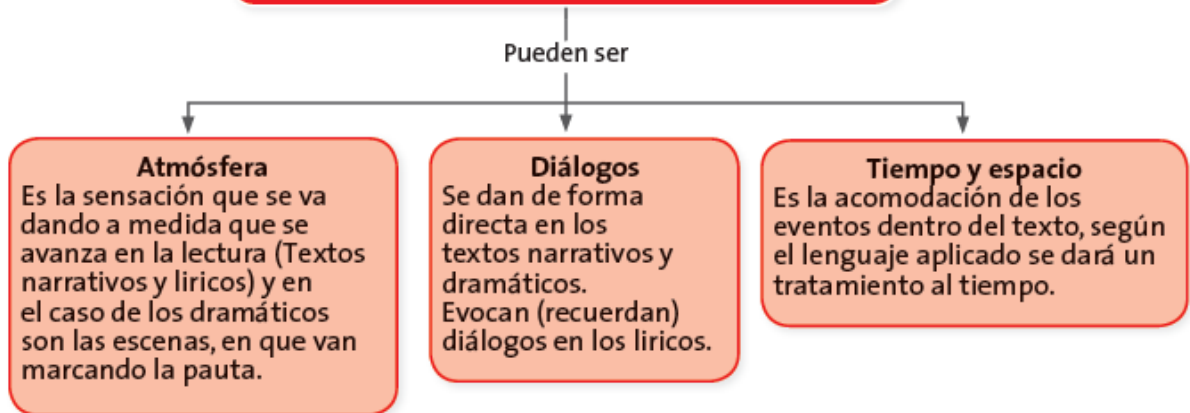 Pueden ser
Atmósfera
Es la sensación que se va
dando a medida que se
avanza en la lectura (Textos
narrativos y liricos) y en
el caso de los dramáticos
son las escenas, en que van
marcando la pauta.
Diálogos
Se dan de forma
directa en los
textos narrativos y
dramáticos.
Evocan (recuerdan)
diálogos en los liricos.
Tiempo y espacio
Es la acomodación de los
eventos dentro del texto, según
el lenguaje aplicado se dará un
tratamiento al tiempo.